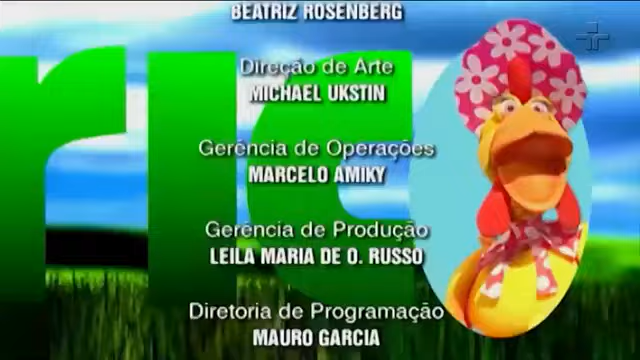 BEATRIZ ROSENBERG
Direção de Arte
MICHAEL UKSTIN
Gerência de Operações
MARCELO AMIKY
Gerência de Produção
LEILA MARIA DE O. RUSSO
Diretoria de Programação
MAURO GARCIA
ric